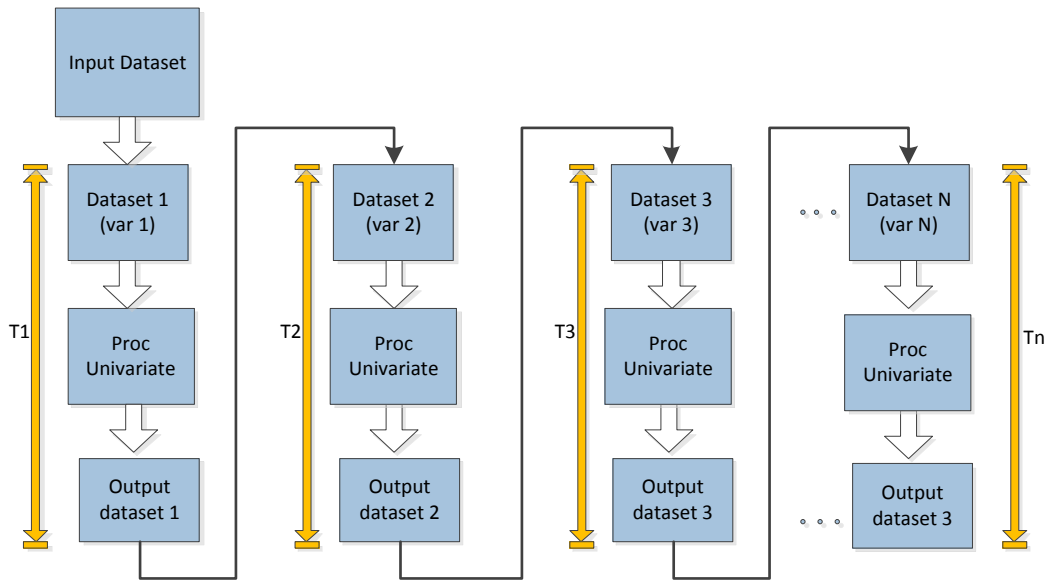 Input Dataset
Dataset 1
(var 1)
Dataset 2
(var 2)
Dataset 3
(var 3)
. . .
Dataset N
(var N)
T1
Proc
Univariate
T2
Proc
Univariate
T3
Proc
Univariate
Proc
Univariate
Tn
Output
dataset 1
Output
dataset 2
Output
dataset 3
. . .
Output
dataset 3